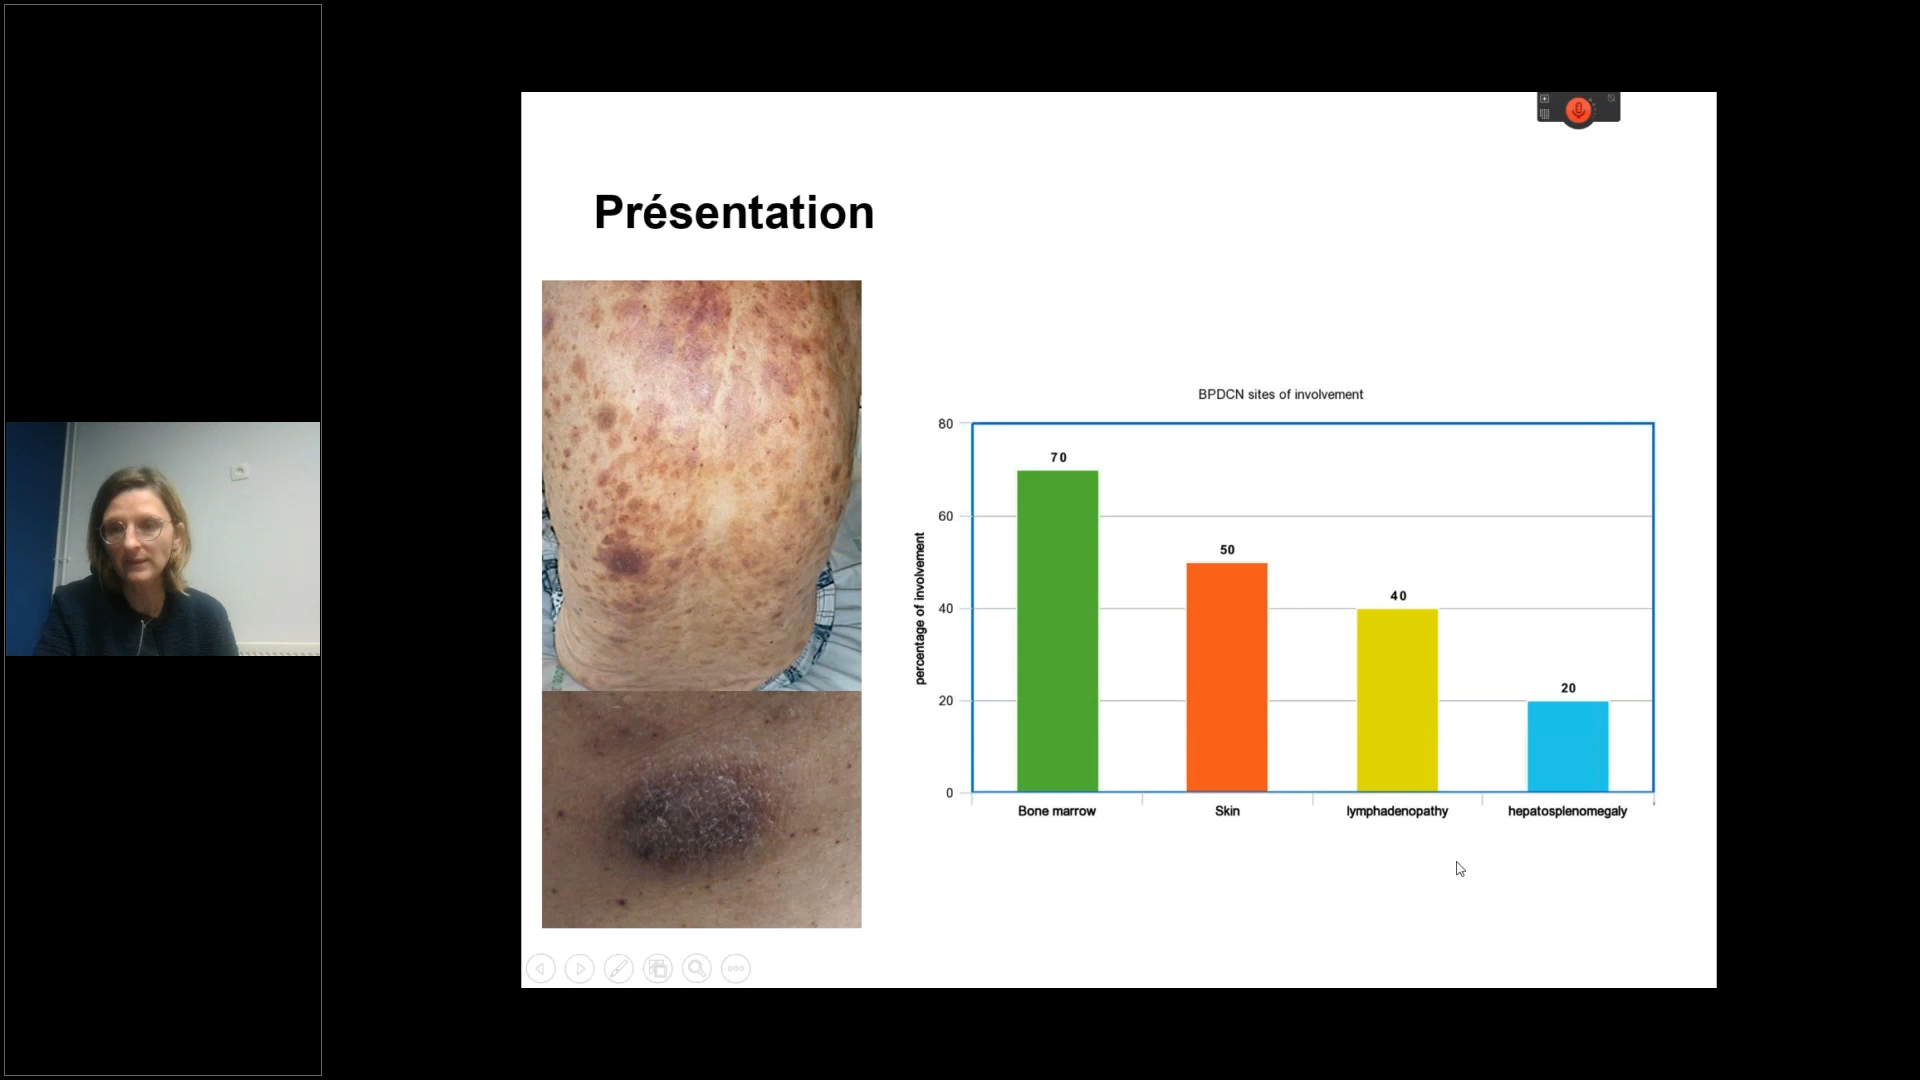 Présentation
BPDCN sites of involvement
percentage of involvement
80
60
40
20
0
70
50
40
20
Bone marrow
Skin
lymphadenopathy
hepatosplenomegaly